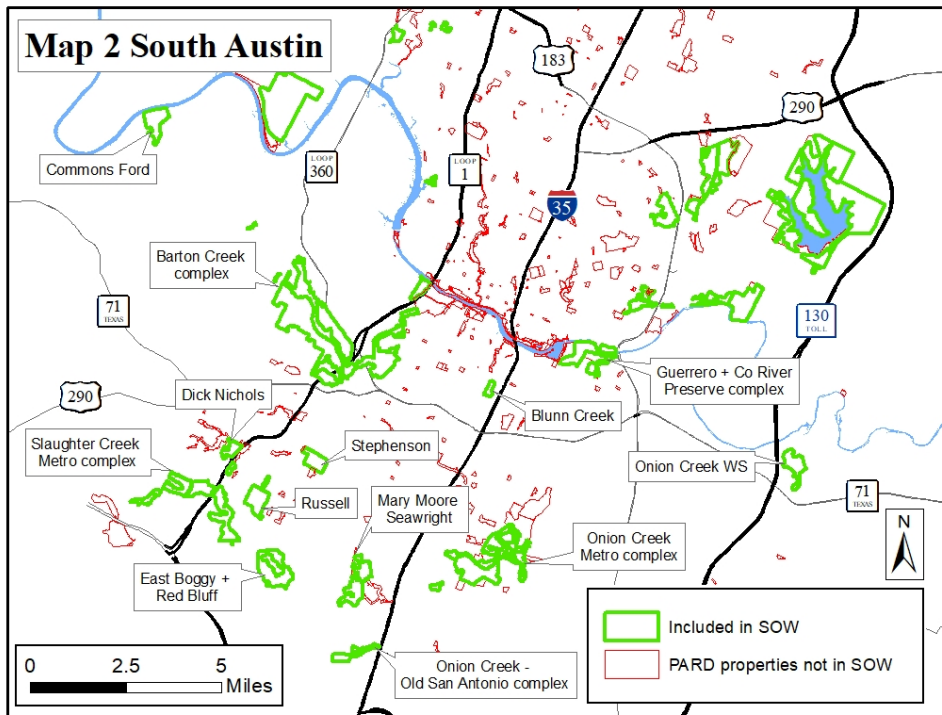 Map 2 South Austin
183
290
Commons Ford
LOOP
360
LOOP
1
35
Barton Creek
complex
71
TEXAS
130
TOLL
290
Dick Nichols
Guerrero + Co River
Preserve complex
Blunn Creek
Slaughter Creek
Metro complex
Stephenson
Onion Creek WS
71
TEXAS
Russell
Mary Moore
Seawright
Onion Creek
Metro complex
N
East Boggy +
Red Bluff
Included in SOW
PARD properties not in SOW
0 2.5 5
Miles
Onion Creek -
Old San Antonio complex